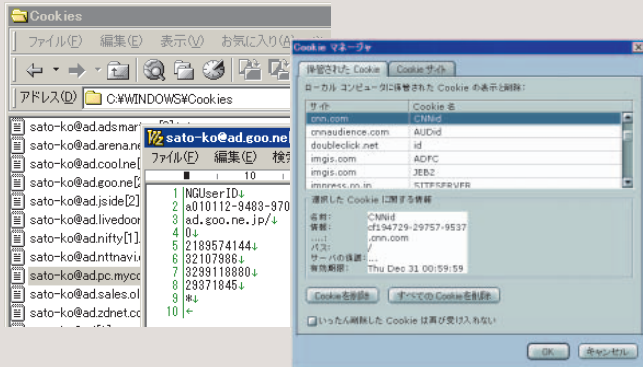 Cookies
ファイル(F) 編集(E) 表示(V) お気に入り(A)
アドレス(D) C:¥WINDOWS¥Cookies
sato-ko@ad.adsmart
sato-ko@ad.arena.ne
sato-ko@ad.cool.ne[
sato-ko@ad.goo.ne[2
sato-ko@ad.jside[2]
sato-ko@ad.livedoor
sato-ko@ad.nifty[1].
sato-ko@ad.nttnavi.
sato-ko@ad.pc.myco
sato-ko@ad.sales.ol
sato-ko@ad.zdnet.co
sato-ko@ad.goo.ne[
ファイル(F) 編集(E) 検索
10
1 NGUserID↓
2 a010112-9483-970
3 ad.goo.ne.jp/↓
4 0↓
5 2189574144↓
6 32107986↓
7 3299118880↓
8 29371845↓
9 *↓
10 ←
Cookie マネージャ
保管された Cookie Cookie サイト
ローカル コンピュータに保管された Cookie の表示と削除:
サイト Cookie 名
cnn.com CNNid
cnnaudience.com AUDid
doubleclick.net id
imgis.com ADFC
imgis.com JEB2
impress.co.jp SITESERVER
選択した Cookie に関する情報
名前: CNNid
情報: cf194729-29757-9537
....: .cnn.com
パス: /
サーバの保護: ...
有効期限: Thu Dec 31 00:59:59
Cookieを削除 すべての Cookieを削除
いったん削除した Cookie は再び受け入れない
OK キャンセル